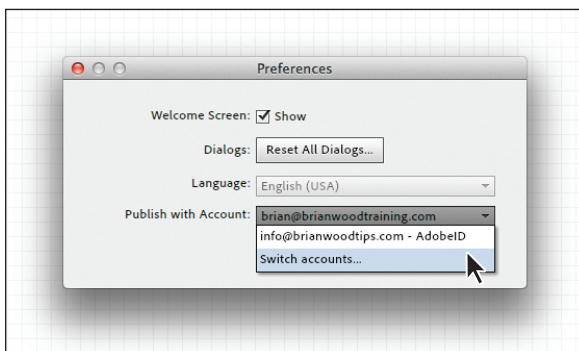 Preferences
Welcome Screen: Show
Dialogs: Reset All Dialogs...
Language: English (USA)
Publish with Account: brian@brianwoodtraining.com
info@brianwoodtips.com - AdobeID
Switch accounts...